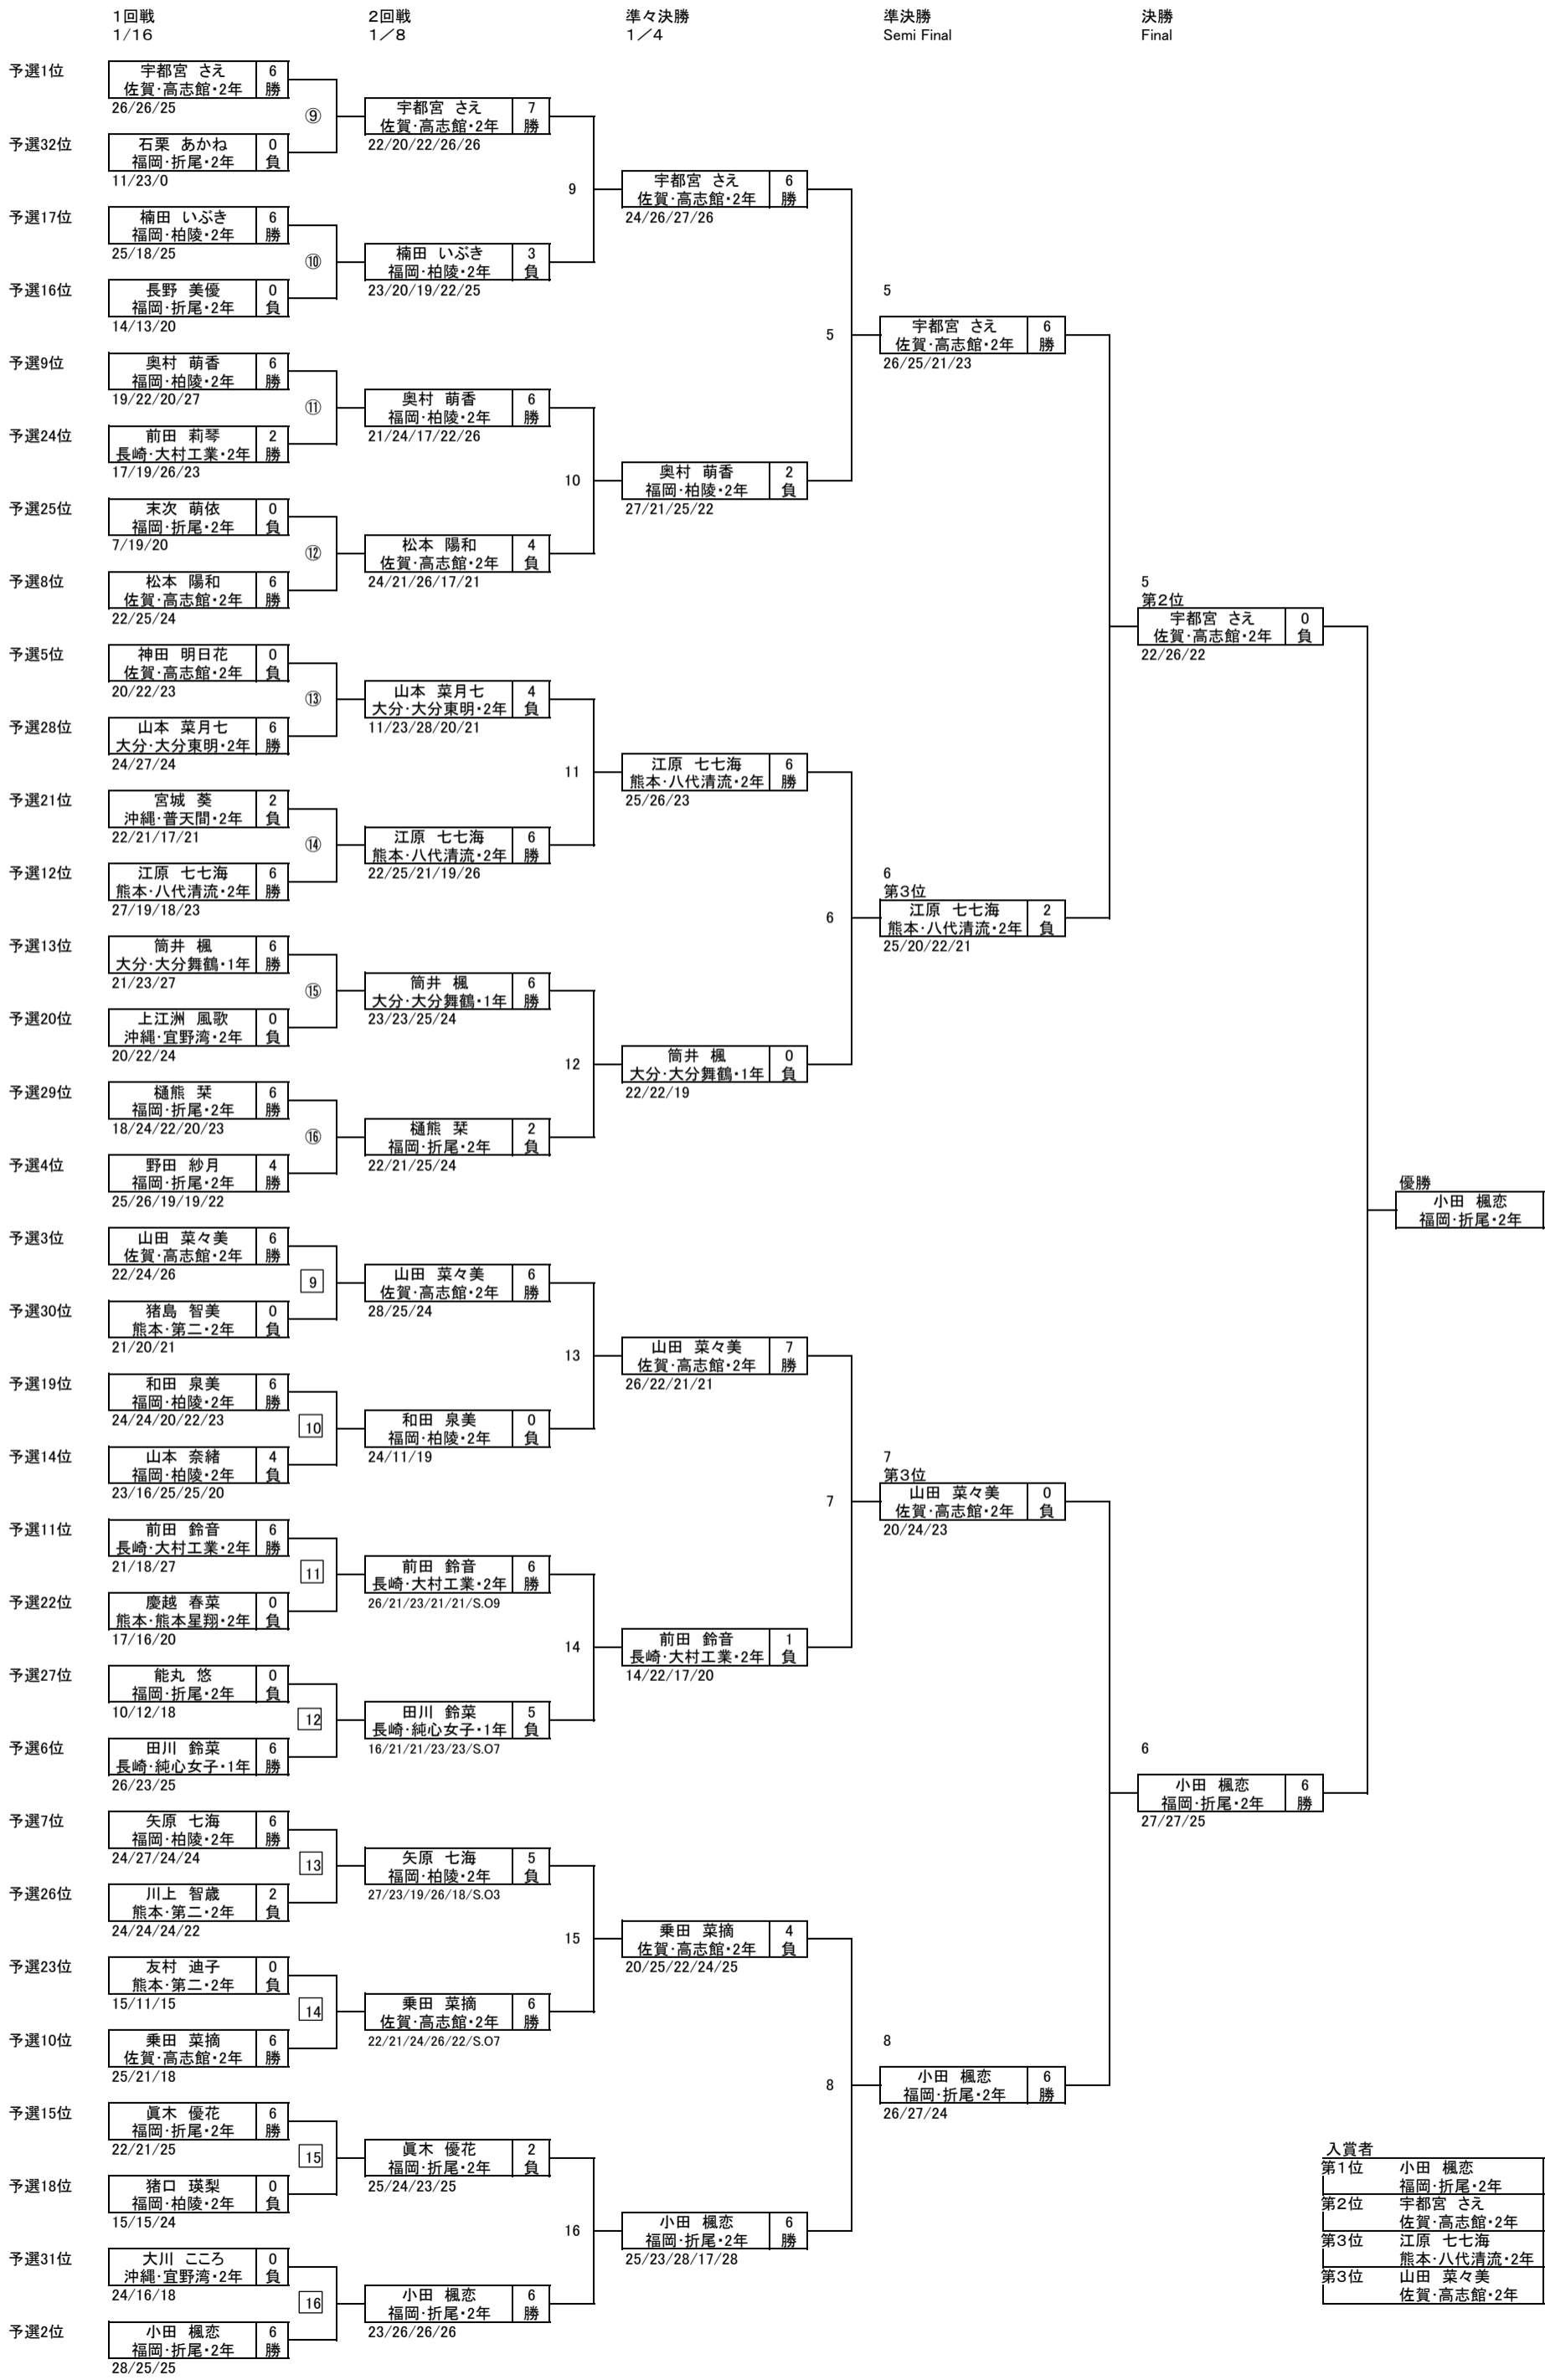 1回戦
1/16
2回戦
1／8
準々決勝
1／4
準決勝
Semi Final
決勝
Final
予選1位
宇都宮 さえ 6
佐賀・高志館・2年 勝
26/26/25
⑨
予選32位
石栗 あかね 0
福岡・折尾・2年 負
11/23/0
予選17位
楠田 いぶき 6
福岡・柏陵・2年 勝
25/18/25
⑩
予選16位
長野 美優 0
福岡・折尾・2年 負
14/13/20
予選9位
奥村 萌香 6
福岡・柏陵・2年 勝
19/22/20/27
⑪
予選24位
前田 莉琴 2
長崎・大村工業・2年 勝
17/19/26/23
予選25位
末次 萌依 0
福岡・折尾・2年 負
7/19/20
⑫
予選8位
松本 陽和 6
佐賀・高志館・2年 勝
22/25/24
予選5位
神田 明日花 0
佐賀・高志館・2年 負
20/22/23
⑬
予選28位
山本 菜月七 6
大分・大分東明・2年 勝
24/27/24
予選21位
宮城 葵 2
沖縄・普天間・2年 負
22/21/17/21
⑭
予選12位
江原 七七海 6
熊本・八代清流・2年 勝
27/19/18/23
予選13位
筒井 楓 6
大分・大分舞鶴・1年 勝
21/23/27
⑮
予選20位
上江洲 風歌 0
沖縄・宜野湾・2年 負
20/22/24
予選29位
樋熊 栞 6
福岡・折尾・2年 勝
18/24/22/20/23
⑯
予選4位
野田 紗月 4
福岡・折尾・2年 勝
25/26/19/19/22
予選3位
山田 菜々美 6
佐賀・高志館・2年 勝
22/24/26
9
予選30位
猪島 智美 0
熊本・第二・2年 負
21/20/21
予選19位
和田 泉美 6
福岡・柏陵・2年 勝
24/24/20/22/23
10
予選14位
山本 奈緒 4
福岡・柏陵・2年 負
23/16/25/25/20
予選11位
前田 鈴音 6
長崎・大村工業・2年 勝
21/18/27
11
予選22位
慶越 春菜 0
熊本・熊本星翔・2年 負
17/16/20
予選27位
能丸 悠 0
福岡・折尾・2年 負
10/12/18
12
予選6位
田川 鈴菜 6
長崎・純心女子・1年 勝
26/23/25
予選7位
矢原 七海 6
福岡・柏陵・2年 勝
24/27/24/24
13
予選26位
川上 智歳 2
熊本・第二・2年 負
24/24/24/22
予選23位
友村 迪子 0
熊本・第二・2年 負
15/11/15
14
予選10位
乗田 菜摘 6
佐賀・高志館・2年 勝
25/21/18
予選15位
眞木 優花 6
福岡・折尾・2年 勝
22/21/25
15
予選18位
猪口 瑛梨 0
福岡・柏陵・2年 負
15/15/24
予選31位
大川 こころ 0
沖縄・宜野湾・2年 負
24/16/18
16
予選2位
小田 楓恋 6
福岡・折尾・2年 勝
28/25/25
宇都宮 さえ 7
佐賀・高志館・2年 勝
22/20/22/26/26
9
楠田 いぶき 3
福岡・柏陵・2年 負
23/20/19/22/25
奥村 萌香 6
福岡・柏陵・2年 勝
21/24/17/22/26
10
松本 陽和 4
佐賀・高志館・2年 負
24/21/26/17/21
山本 菜月七 4
大分・大分東明・2年 負
11/23/28/20/21
11
江原 七七海 6
熊本・八代清流・2年 勝
22/25/21/19/26
筒井 楓 6
大分・大分舞鶴・1年 勝
23/23/25/24
12
樋熊 栞 2
福岡・折尾・2年 負
22/21/25/24
山田 菜々美 6
佐賀・高志館・2年 勝
28/25/24
13
和田 泉美 0
福岡・柏陵・2年 負
24/11/19
前田 鈴音 6
長崎・大村工業・2年 勝
26/21/23/21/21/S.O9
14
田川 鈴菜 5
長崎・純心女子・1年 負
16/21/21/23/23/S.O7
矢原 七海 5
福岡・柏陵・2年 負
27/23/19/26/18/S.O3
15
乗田 菜摘 6
佐賀・高志館・2年 勝
22/21/24/26/22/S.O7
眞木 優花 2
福岡・折尾・2年 負
25/24/23/25
16
小田 楓恋 6
福岡・折尾・2年 勝
23/26/26/26
宇都宮 さえ 6
佐賀・高志館・2年 勝
24/26/27/26
5
奥村 萌香 2
福岡・柏陵・2年 負
27/21/25/22
江原 七七海 6
熊本・八代清流・2年 勝
25/26/23
6
筒井 楓 0
大分・大分舞鶴・1年 負
22/22/19
山田 菜々美 7
佐賀・高志館・2年 勝
26/22/21/21
7
前田 鈴音 1
長崎・大村工業・2年 負
14/22/17/20
乗田 菜摘 4
佐賀・高志館・2年 負
20/25/22/24/25
8
小田 楓恋 6
福岡・折尾・2年 勝
25/23/28/17/28
5
宇都宮 さえ 6
佐賀・高志館・2年 勝
26/25/21/23
6
第3位
江原 七七海 2
熊本・八代清流・2年 負
25/20/22/21
7
第3位
山田 菜々美 0
佐賀・高志館・2年 負
20/24/23
8
小田 楓恋 6
福岡・折尾・2年 勝
26/27/24
5
第2位
宇都宮 さえ 0
佐賀・高志館・2年 負
22/26/22
6
小田 楓恋 6
福岡・折尾・2年 勝
27/27/25
優勝
小田 楓恋
福岡・折尾・2年
入賞者
第1位 小田 楓恋
福岡・折尾・2年
第2位 宇都宮 さえ
佐賀・高志館・2年
第3位 江原 七七海
熊本・八代清流・2年
第3位 山田 菜々美
佐賀・高志館・2年